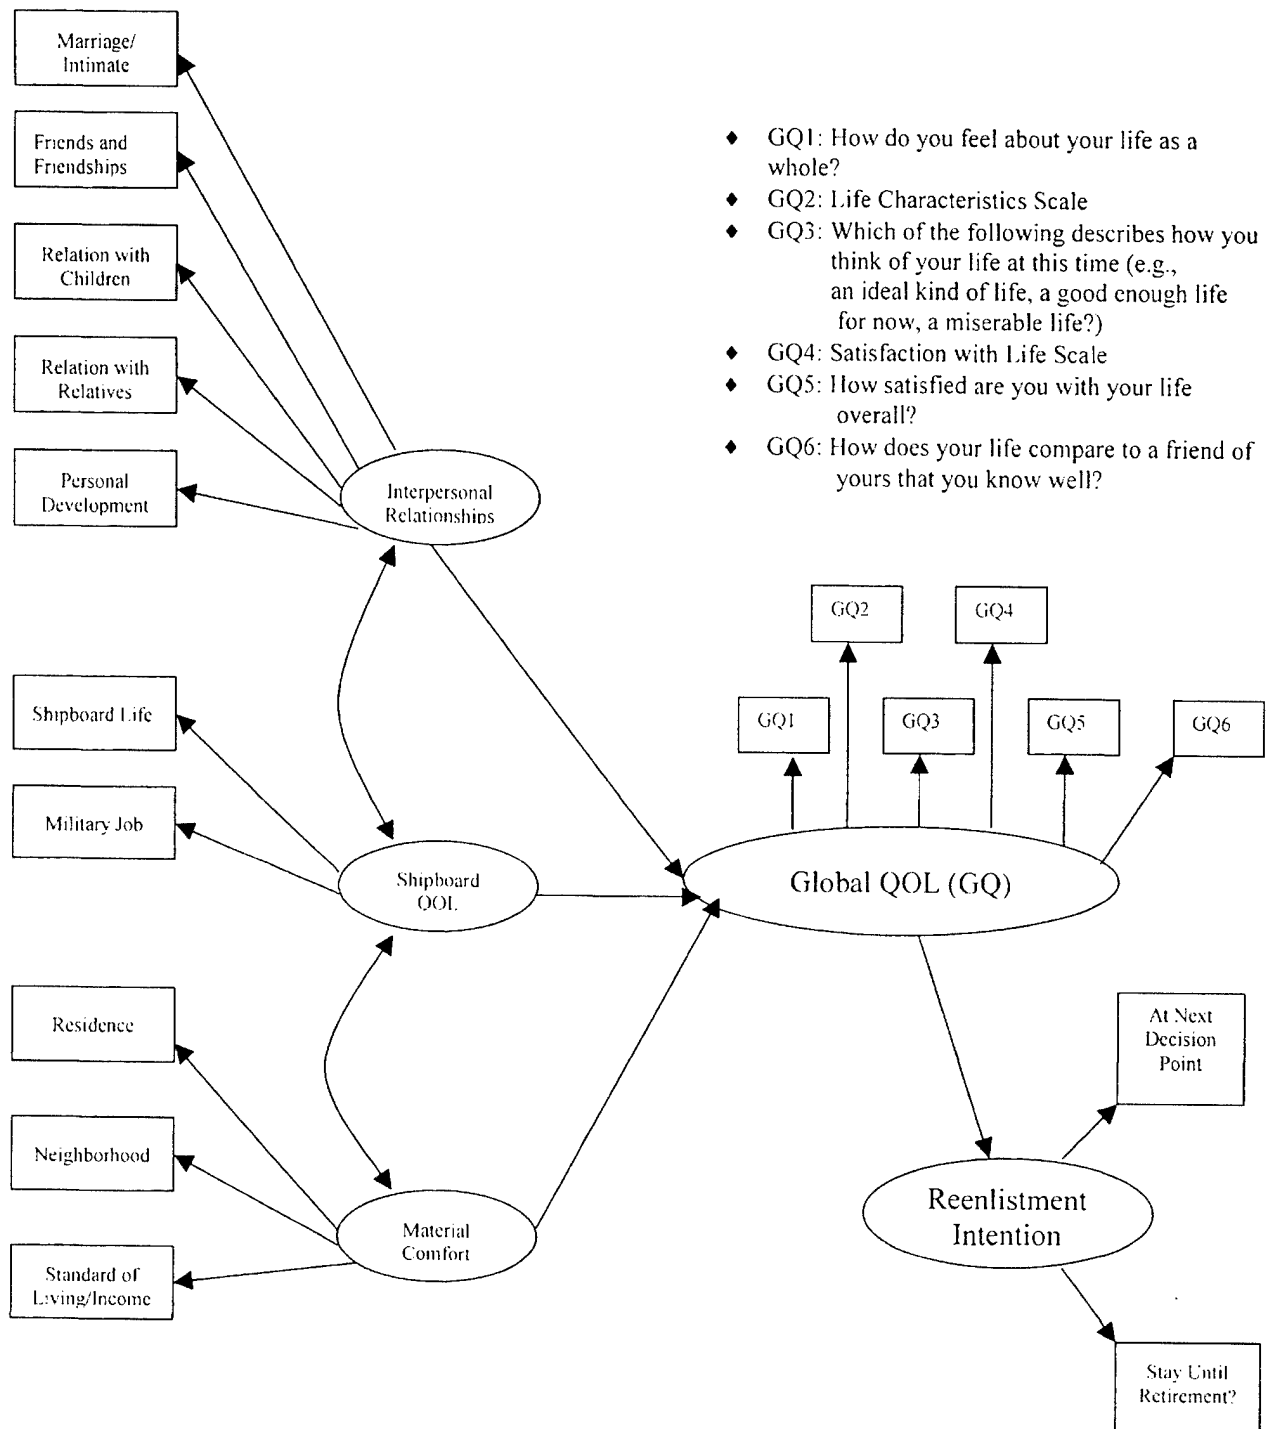 Marriage/
Intimate
Friends and
Friendships
Relation with
Children
Relation with
Relatives
Personal
Development
Interpersonal
Relationships
♦ GQ1: How do you feel about your life as a
whole?
♦ GQ2: Life Characteristics Scale
♦ GQ3: Which of the following describes how you
think of your life at this time (e.g.,
an ideal kind of life, a good enough life
for now, a miserable life?)
♦ GQ4: Satisfaction with Life Scale
♦ GQ5: How satisfied are you with your life
overall?
♦ GQ6: How does your life compare to a friend of
yours that you know well?
GQ2
GQ4
GQ1
GQ3
GQ5
GQ6
Shipboard Life
Military Job
Shipboard
QOL
Global QOL (GQ)
Residence
Neighborhood
Standard of
Living/Income
Material
Comfort
At Next
Decision
Point
Reenlistment
Intention
Stay Until
Retirement?